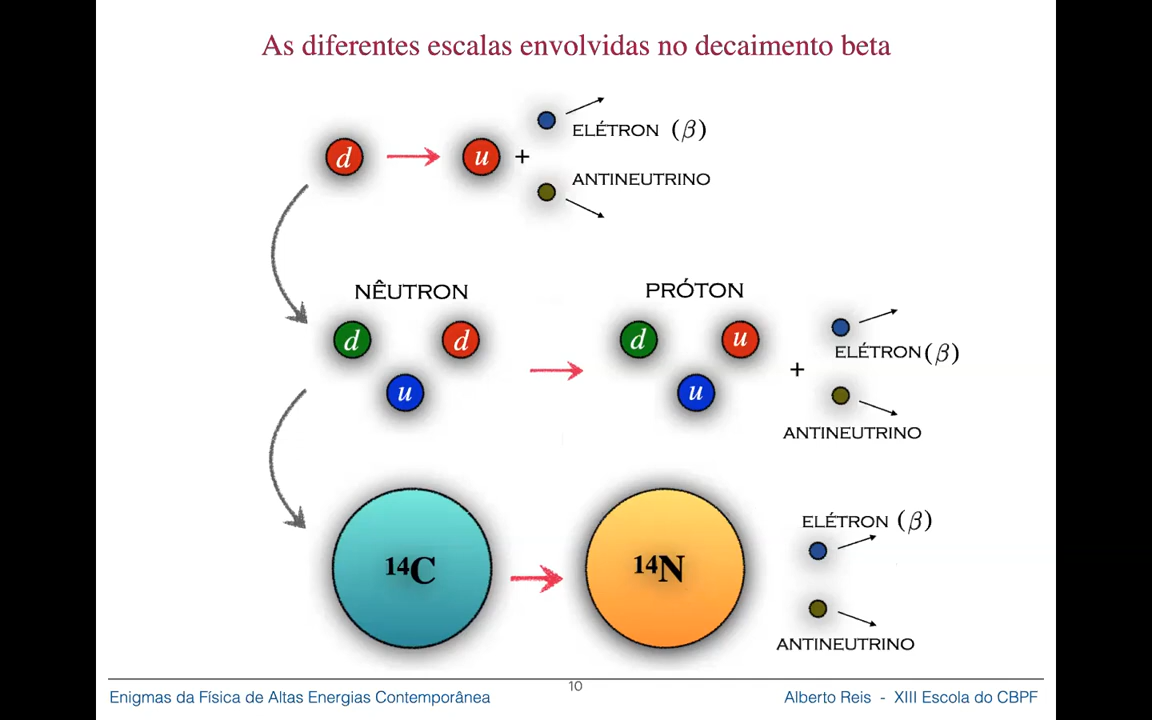 As diferentes escalas envolvidas no decaimento beta
d
u
+
ELÉTRON (β)
ANTINEUTRINO
NÊUTRON
PRÓTON
d
d
u
d
u
u
+
ELÉTRON (β)
ANTINEUTRINO
¹⁴C
¹⁴N
ELÉTRON (β)
ANTINEUTRINO
10
Enigmas da Física de Altas Energias Contemporânea
Alberto Reis - XIII Escola do CBPF